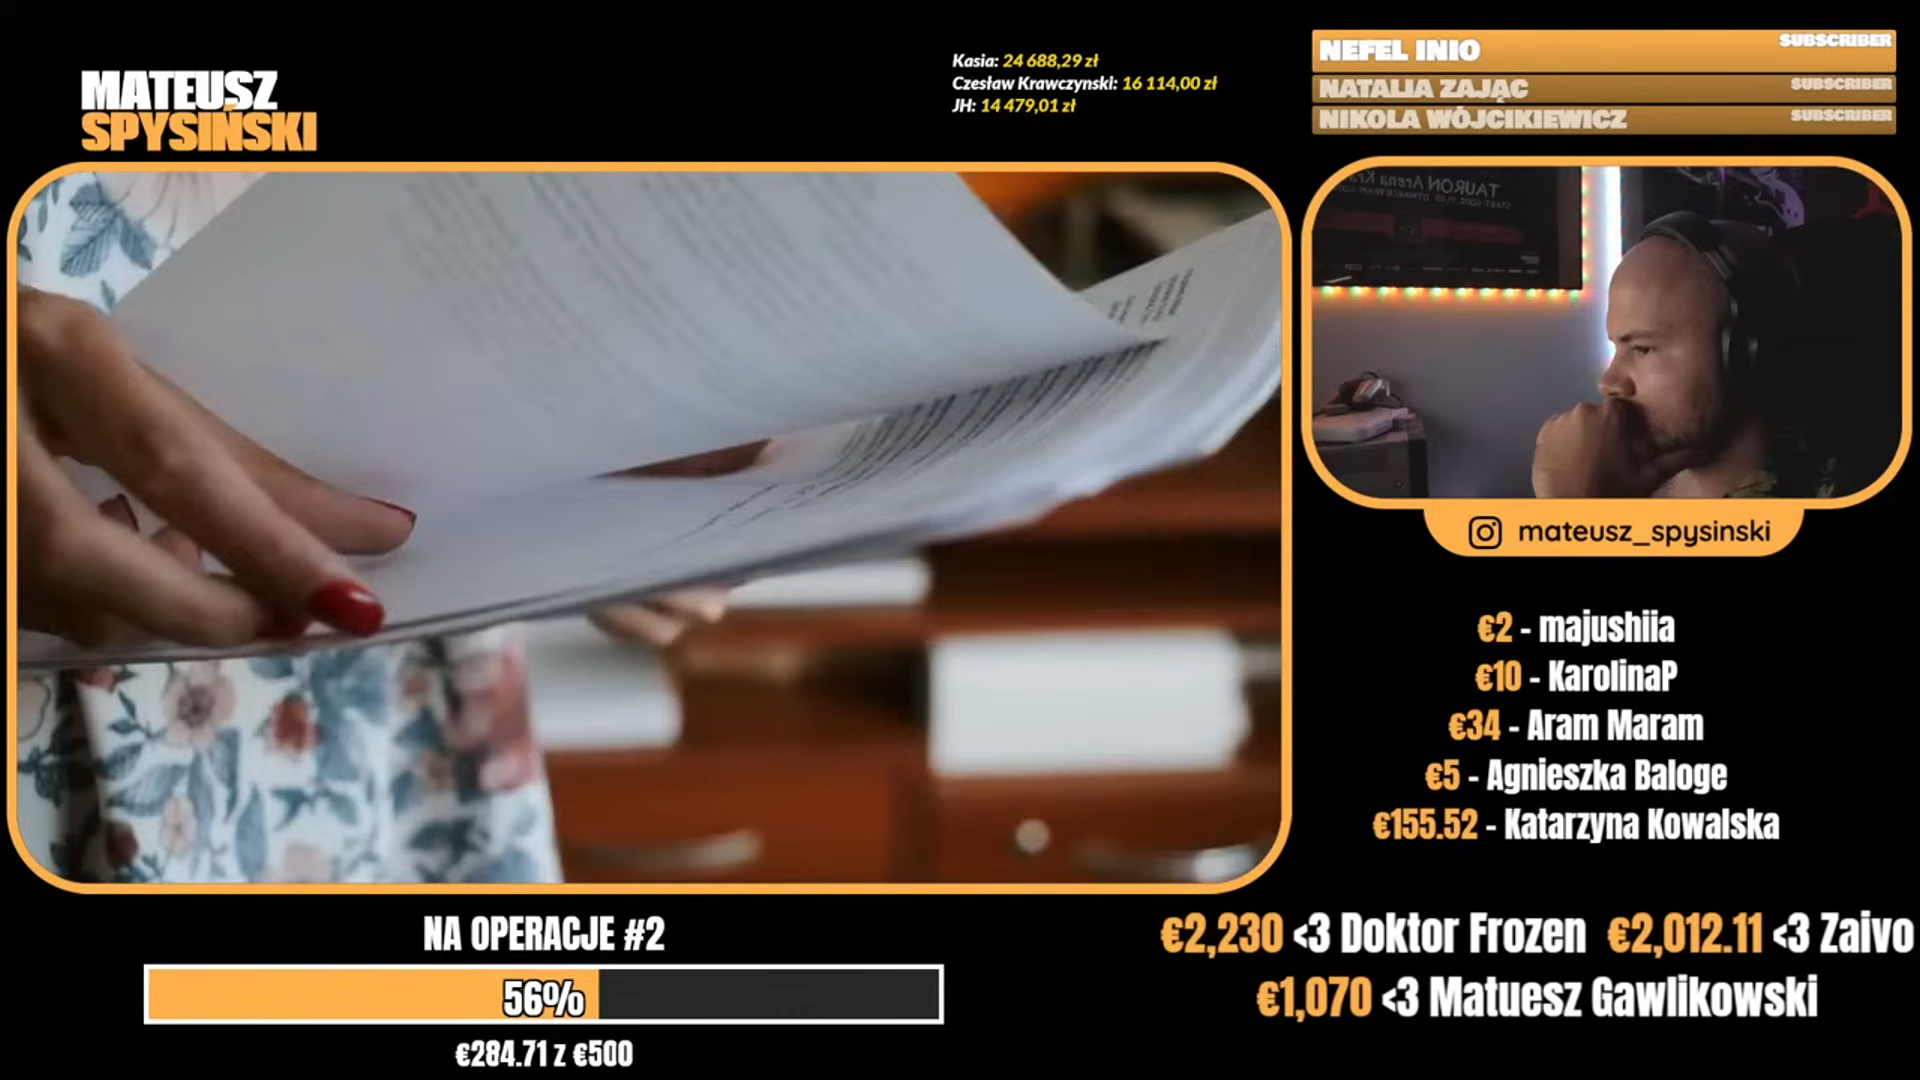 MATEUSZ
SPYSIŃSKI
Kasia: 24 688,29 zł
Czesław Krawczynski: 16 114,00 zł
JH: 14 479,01 zł
NEFEL INIO SUBSCRIBER
NATALIA ZAJĄC SUBSCRIBER
NIKOLA WÓJCIKIEWICZ SUBSCRIBER
TAURON Arena
mateusz_spysinski
€2 - majushiia
€10 - KarolinaP
€34 - Aram Maram
€5 - Agnieszka Baloge
€155.52 - Katarzyna Kowalska
NA OPERACJE #2
56%
€284.71 z €500
€2,230 <3 Doktor Frozen €2,012.11 <3 Zaivo
€1,070 <3 Matuesz Gawlikowski